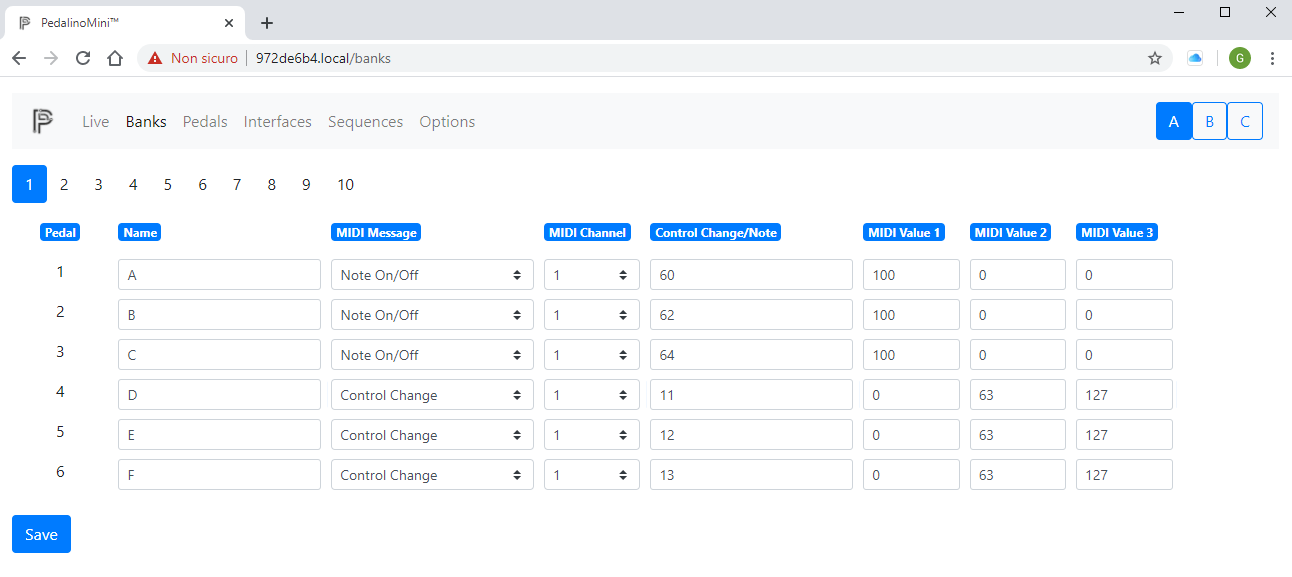 PedalinoMini™
Non sicuro 972de6b4.local/banks G
Live Banks Pedals Interfaces Sequences Options A B C
1 2 3 4 5 6 7 8 9 10
Pedal Name MIDI Message MIDI Channel Control Change/Note MIDI Value 1 MIDI Value 2 MIDI Value 3
1 A Note On/Off 1 60 100 0 0
2 B Note On/Off 1 62 100 0 0
3 C Note On/Off 1 64 100 0 0
4 D Control Change 1 11 0 63 127
5 E Control Change 1 12 0 63 127
6 F Control Change 1 13 0 63 127
Save